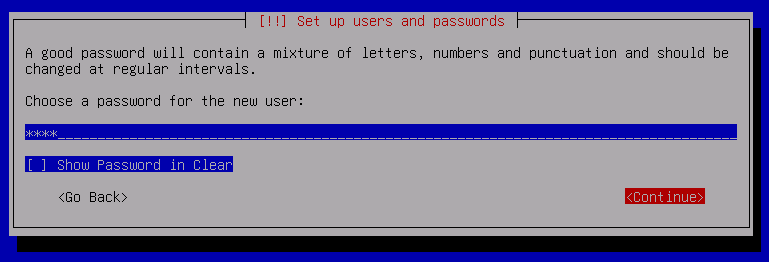 [!!] Set up users and passwords
A good password will contain a mixture of letters, numbers and punctuation and should be
changed at regular intervals.
Choose a password for the new user:
****
[ ] Show Password in Clear
<Go Back>
<Continue>